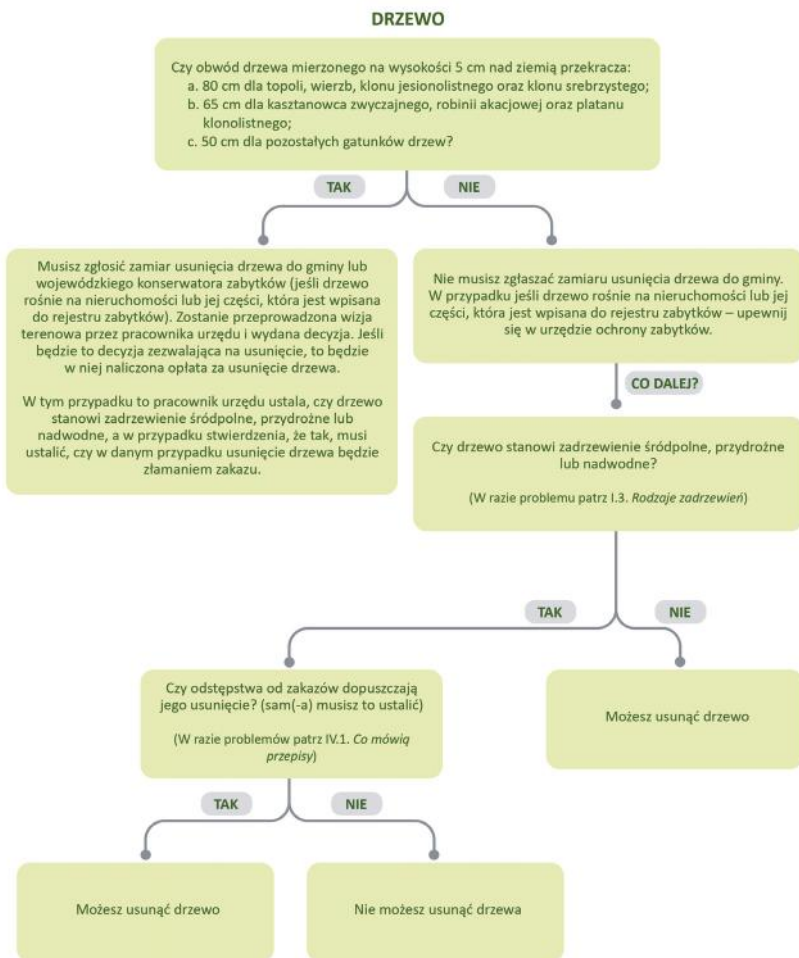 DRZEWO
Czy obwód drzewa mierzonego na wysokości 5 cm nad ziemią przekracza:
a. 80 cm dla topoli, wierzb, klonu jesionolistnego oraz klonu srebrzystego;
b. 65 cm dla kasztanowca zwyczajnego, robinii akacjowej oraz platanu
klonolistnego;
c. 50 cm dla pozostałych gatunków drzew?
TAK
NIE
Musisz zgłosić zamiar usunięcia drzewa do gminy lub
wojewódzkiego konserwatora zabytków (jeśli drzewo
rośnie na nieruchomości lub jej części, która jest wpisana
do rejestru zabytków). Zostanie przeprowadzona wizja
terenowa przez pracownika urzędu i wydana decyzja. Jeśli
będzie to decyzja zezwalająca na usunięcie, to będzie
w niej naliczona opłata za usunięcie drzewa.
W tym przypadku to pracownik urzędu ustala, czy drzewo
stanowi zadrzewienie śródpolne, przydrożne lub
nadwodne, a w przypadku stwierdzenia, że tak, musi
ustalić, czy w danym przypadku usunięcie drzewa będzie
złamaniem zakazu.
Nie musisz zgłaszać zamiaru usunięcia drzewa do gminy.
W przypadku jeśli drzewo rośnie na nieruchomości lub jej
części, która jest wpisana do rejestru zabytków – upewnij
się w urzędzie ochrony zabytków.
CO DALEJ?
Czy drzewo stanowi zadrzewienie śródpolne, przydrożne
lub nadwodne?
(W razie problemu patrz I.3. Rodzaje zadrzewień)
TAK
NIE
Czy odstępstwa od zakazów dopuszczają
jego usunięcie? (sam(-a) musisz to ustalić)
(W razie problemów patrz IV.1. Co mówią
przepisy)
Możesz usunąć drzewo
TAK
NIE
Możesz usunąć drzewo
Nie możesz usunąć drzewa